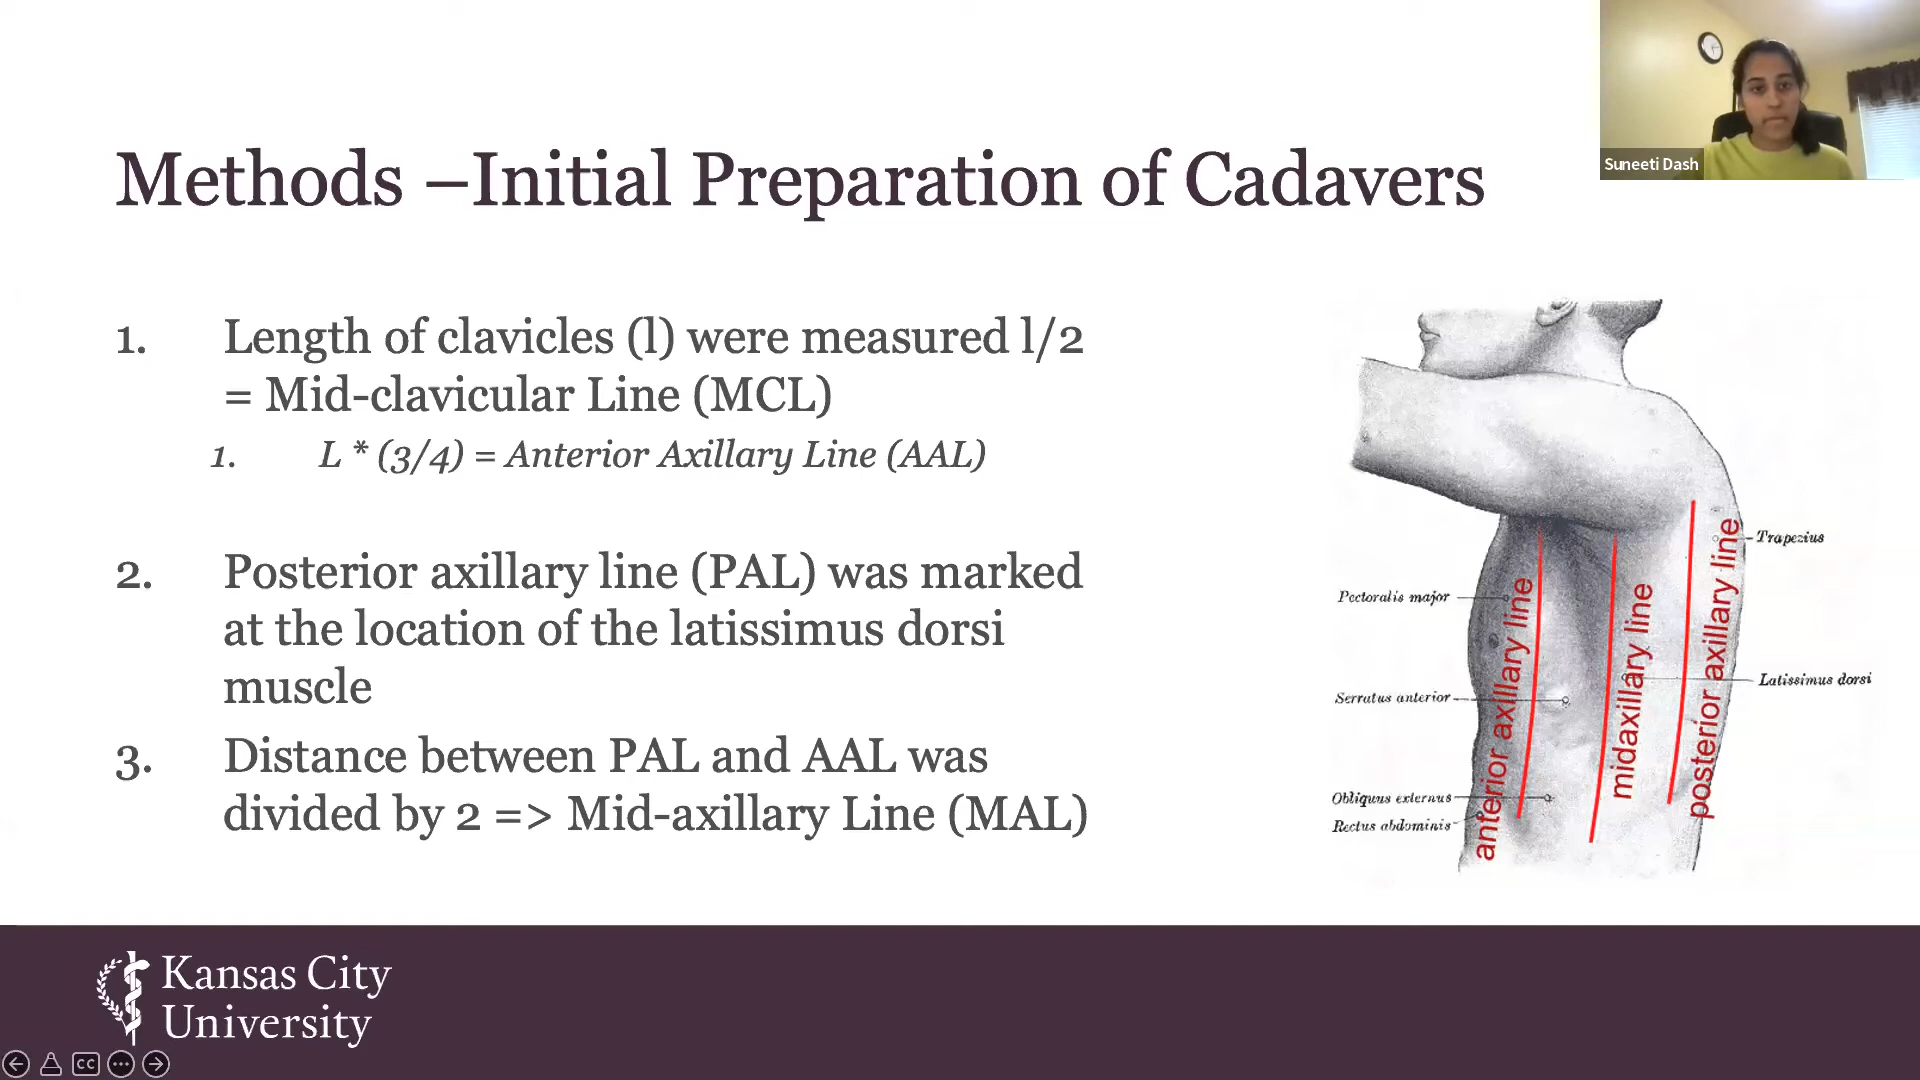 Suneeti Dash
Methods –Initial Preparation of Cadavers
1. Length of clavicles (l) were measured l/2
= Mid-clavicular Line (MCL)
1. L * (3/4) = Anterior Axillary Line (AAL)
2. Posterior axillary line (PAL) was marked
at the location of the latissimus dorsi
muscle
3. Distance between PAL and AAL was
divided by 2 => Mid-axillary Line (MAL)
Trapezius
Pectoralis major
Latissimus dorsi
Serratus anterior
Obliquus externus
Rectus abdominis
anterior axillary line
midaxillary line
posterior axillary line
Kansas City
University
CC